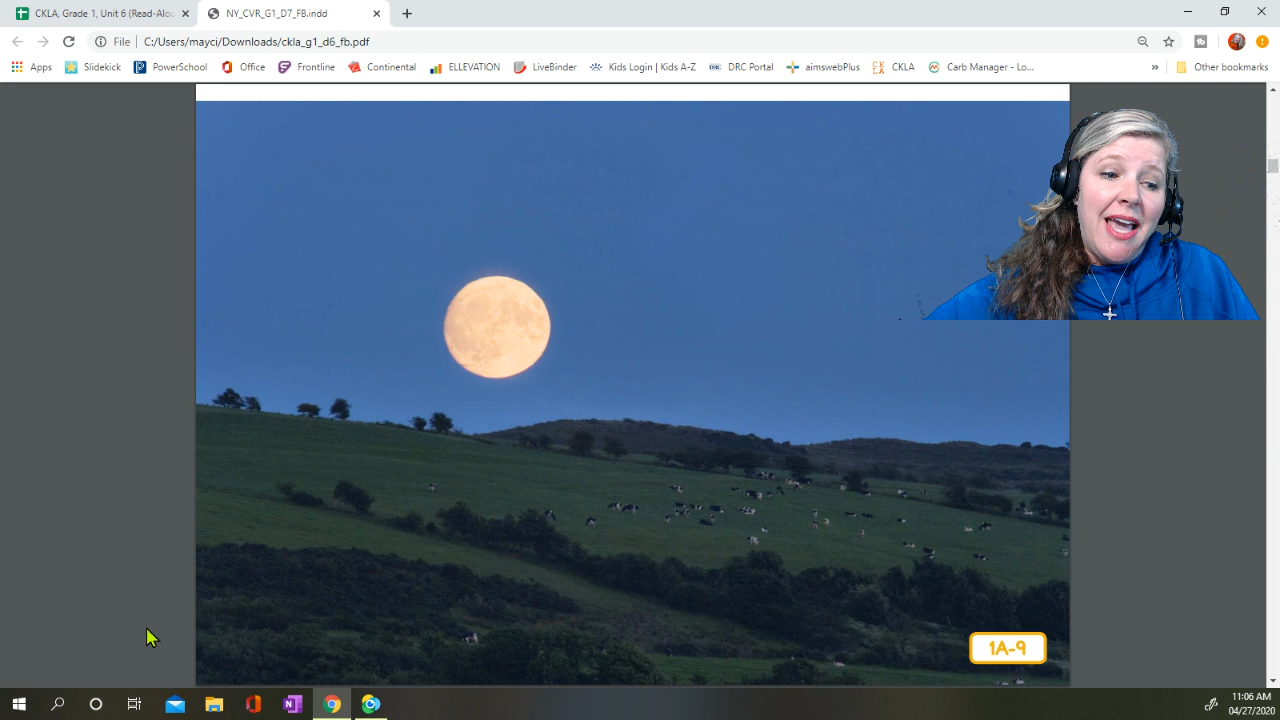 CKLA, Grade 1, Unit 6 (Read-Alou
NY_CVR_G1_D7_FB.indd
File
C:/Users/mayci/Downloads/ckla_g1_d6_fb.pdf
Apps
Sidekick
PowerSchool
Office
Frontline
Continental
ELLEVATION
LiveBinder
Kids Login | Kids A-Z
DRC Portal
aimswebPlus
CKLA
Carb Manager - Lo...
»
Other bookmarks
1A-9
11:06 AM
04/27/2020